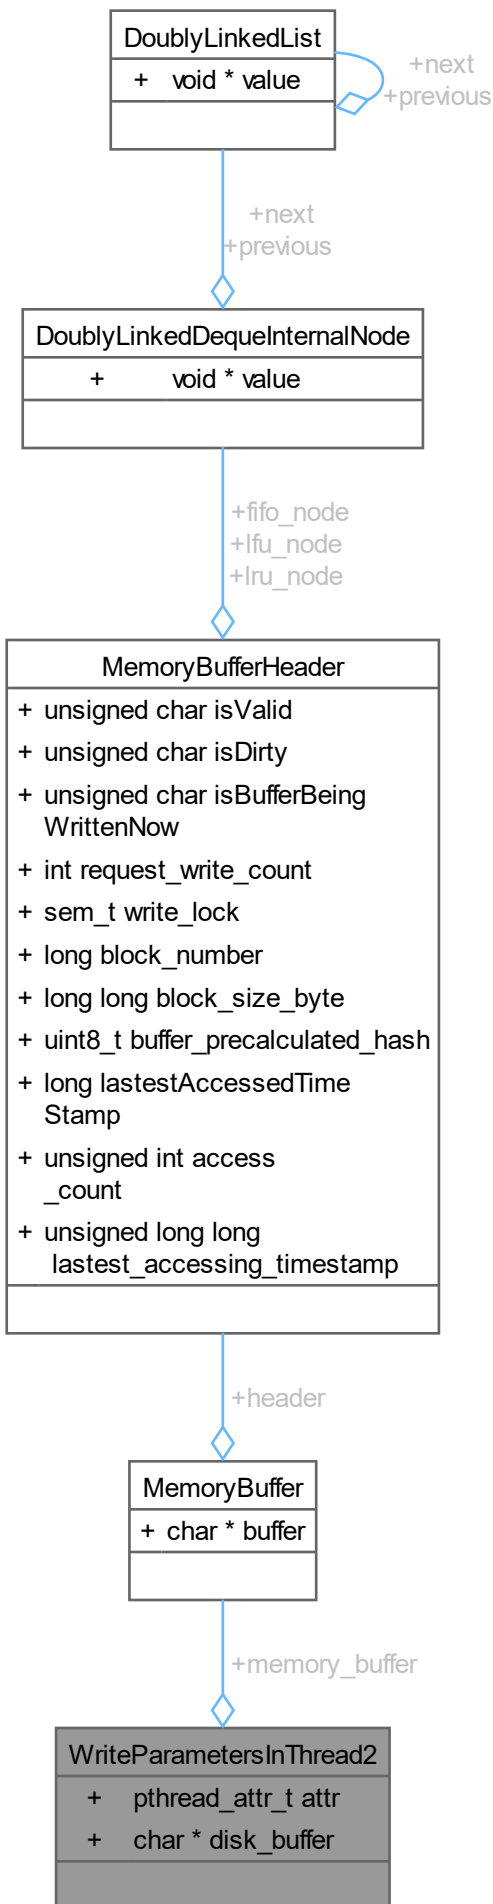 DoublyLinkedList
+ void * value
+next
+previous
+next
+previous
DoublyLinkedDequeInternalNode
+ void * value
+fifo_node
+lfu_node
+lru_node
MemoryBufferHeader
+ unsigned char isValid
+ unsigned char isDirty
+ unsigned char isBufferBeing
WrittenNow
+ int request_write_count
+ sem_t write_lock
+ long block_number
+ long long block_size_byte
+ uint8_t buffer_precalculated_hash
+ long lastestAccessedTime
Stamp
+ unsigned int access
_count
+ unsigned long long
lastest_accessing_timestamp
+header
MemoryBuffer
+ char * buffer
+memory_buffer
WriteParametersInThread2
+ pthread_attr_t attr
+ char * disk_buffer